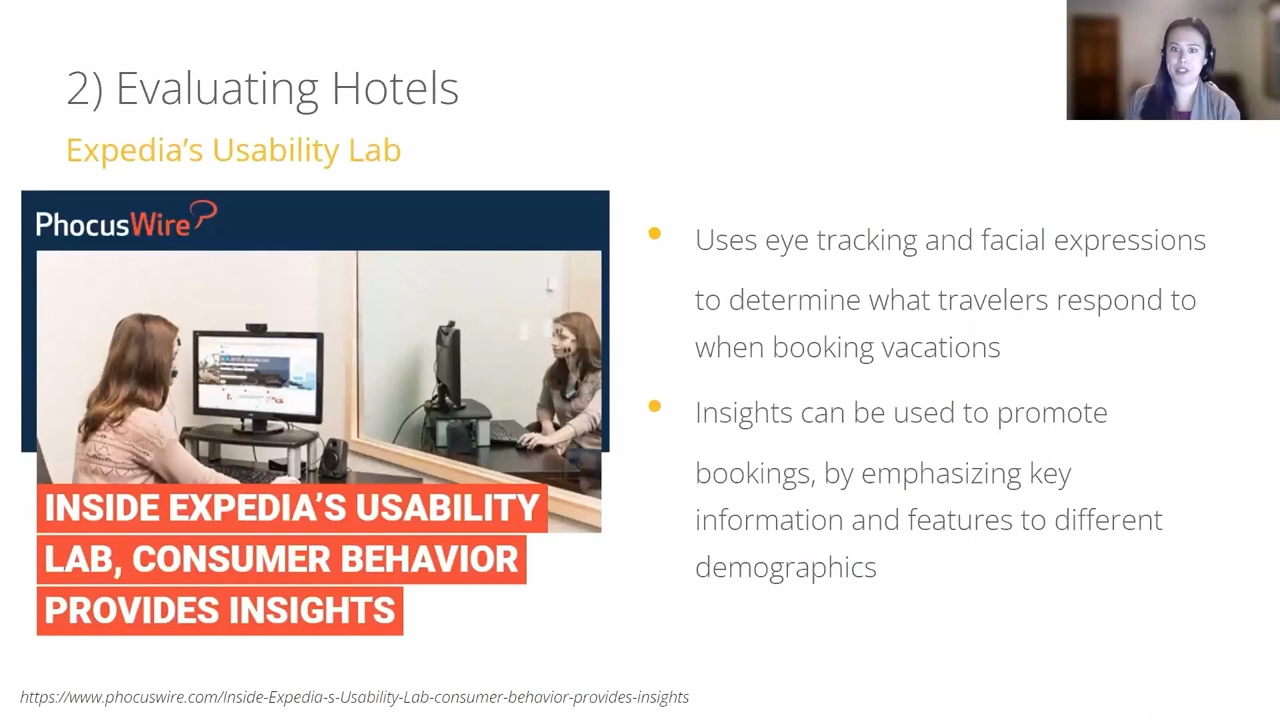 2) Evaluating Hotels
Expedia's Usability Lab
PhocusWire
INSIDE EXPEDIA'S USABILITY
LAB, CONSUMER BEHAVIOR
PROVIDES INSIGHTS
Uses eye tracking and facial expressions
to determine what travelers respond to
when booking vacations
Insights can be used to promote
bookings, by emphasizing key
information and features to different
demographics
https://www.phocuswire.com/Inside-Expedia-s-Usability-Lab-consumer-behavior-provides-insights